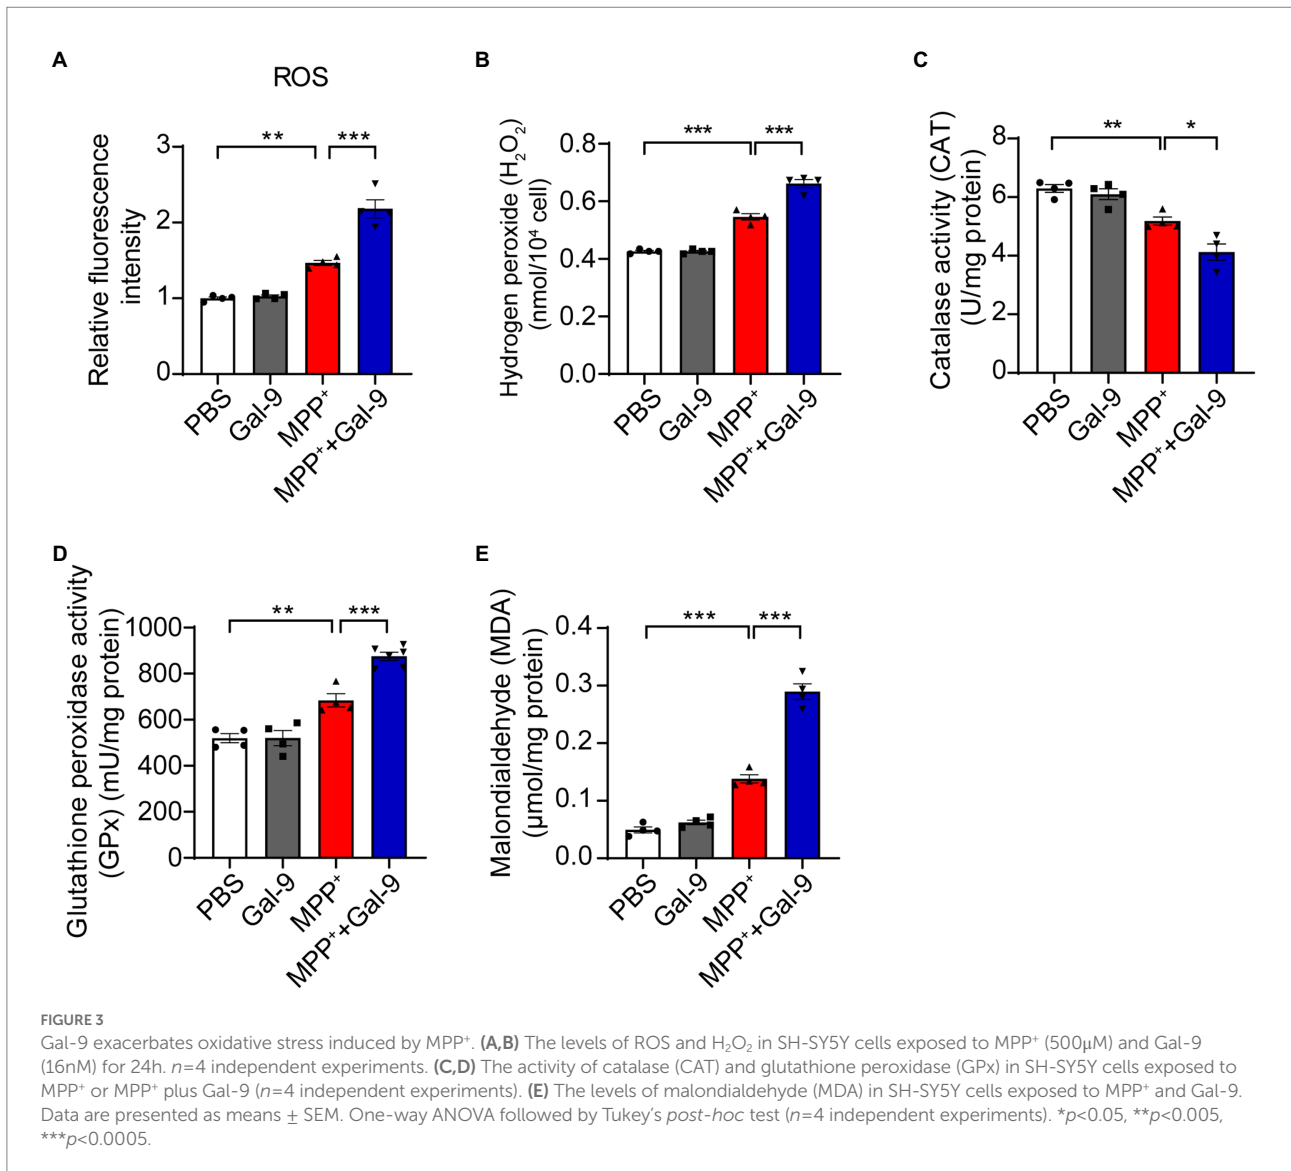 A
ROS
Relative fluorescence
intensity
3
2
1
0
**
***
PBS
Gal-9
MPP⁺
MPP⁺+Gal-9
B
Hydrogen peroxide (H₂O₂)
(nmol/10⁴ cell)
0.8
0.6
0.4
0.2
0.0
***
***
PBS
Gal-9
MPP⁺
MPP⁺+Gal-9
C
Catalase activity (CAT)
(U/mg protein)
8
6
4
2
0
**
*
PBS
Gal-9
MPP⁺
MPP⁺+Gal-9
D
Glutathione peroxidase activity
(GPx) (mU/mg protein)
1000
800
600
400
200
0
**
***
PBS
Gal-9
MPP⁺
MPP⁺+Gal-9
E
Malondialdehyde (MDA)
(μmol/mg protein)
0.4
0.3
0.2
0.1
0.0
***
***
PBS
Gal-9
MPP⁺
MPP⁺+Gal-9
FIGURE 3
Gal-9 exacerbates oxidative stress induced by MPP⁺. (A,B) The levels of ROS and H₂O₂ in SH-SY5Y cells exposed to MPP⁺ (500μM) and Gal-9
(16nM) for 24h. n=4 independent experiments. (C,D) The activity of catalase (CAT) and glutathione peroxidase (GPx) in SH-SY5Y cells exposed to
MPP⁺ or MPP⁺ plus Gal-9 (n=4 independent experiments). (E) The levels of malondialdehyde (MDA) in SH-SY5Y cells exposed to MPP⁺ and Gal-9.
Data are presented as means ± SEM. One-way ANOVA followed by Tukey's post-hoc test (n=4 independent experiments). *p<0.05, **p<0.005,
***p<0.0005.